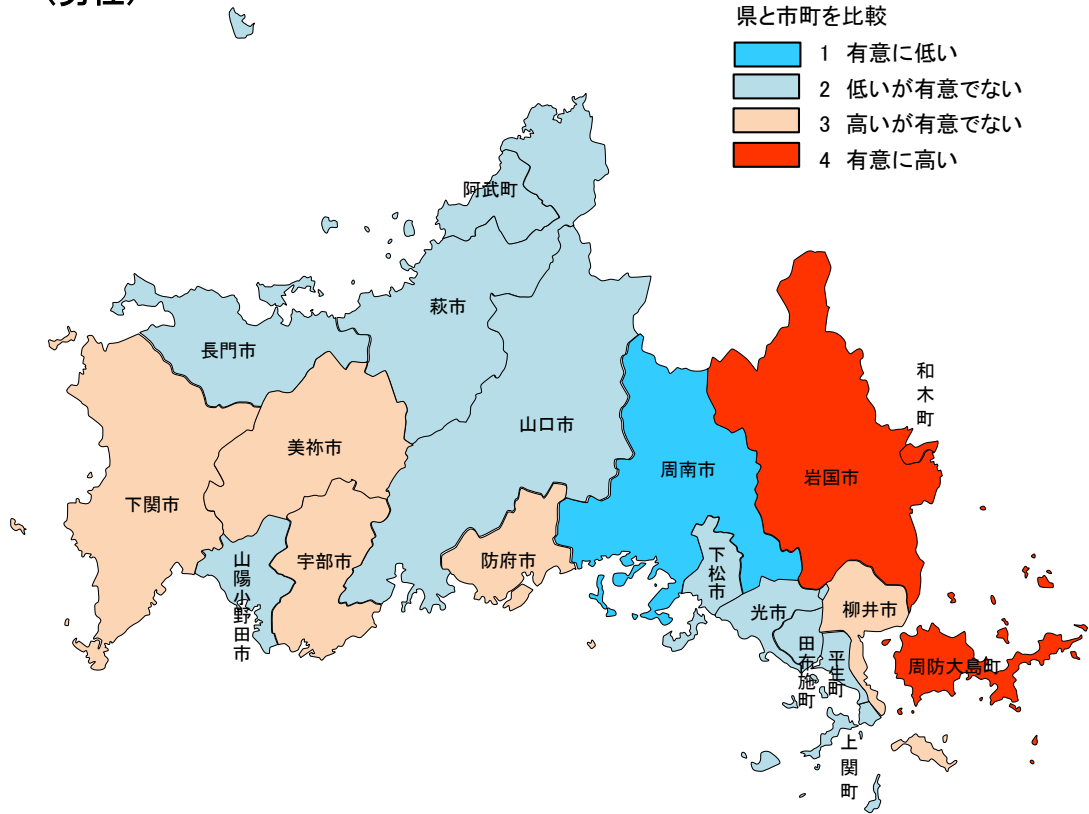 (男性)
県と市町を比較
1 有意に低い
2 低いが有意でない
3 高いが有意でない
4 有意に高い
阿武町
萩市
長門市
和木町
山口市
美祢市
周南市
岩国市
下関市
宇部市
防府市
山陽小野田市
下松市
光市
柳井市
田布施町
平生町
周防大島町
上関町